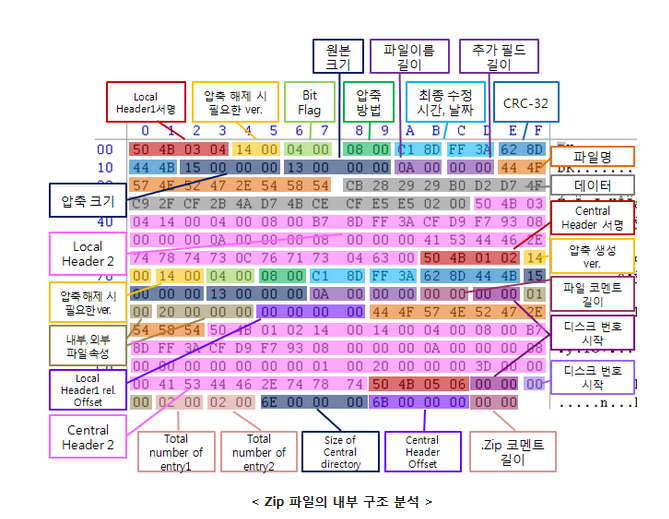 원본
크기
파일이름
길이
추가 필드
길이
Local
Header1서명
압축 해제 시
필요한 ver.
Bit
Flag
압축
방법
최종 수정
시간, 날짜
CRC-32
0 1 2 3 4 5 6 7 8 9 A B C D E F
00 50 4B 03 04 14 00 04 00 08 00 C1 8D FF 3A 62 8D
10 44 4B 15 00 00 00 13 00 00 00 0A 00 00 00 44 4F
파일명
57 4E 52 47 2E 54 58 54 CB 28 29 29 B0 D2 D7 4F
데이터
압축 크기
C9 2F CF 2B 4A D7 4B CE CF E5 E5 02 00 50 4B 03
40 04 14 00 04 00 08 00 B7 8D FF 3A CF D9 F7 93 08
Central
Header 서명
Local
Header 2
00 00 00 0A 00 00 00 08 00 00 00 41 53 44 46 2E
74 78 74 73 0C 76 71 73 04 63 00 50 4B 01 02 14
압축 생성
ver.
70 00 14 00 04 00 08 00 C1 8D FF 3A 62 8D 44 4B 15
압축 해제 시
필요한 ver.
00 00 00 13 00 00 00 0A 00 00 00 00 00 00 00 01
파일 코멘트
길이
00 20 00 00 00 00 00 00 00 44 4F 57 4E 52 47 2E
내부, 외부
파일 속성
54 58 54 50 4B 01 02 14 00 14 00 04 00 08 00 B7
디스크 번호
시작
8D FF 3A CF D9 F7 93 08 00 00 00 0A 00 00 00 08
Local
Header1 rel.
Offset
00 00 00 00 00 00 00 01 00 20 00 00 00 3D 00 00
디스크 번호
시작
00 41 53 44 46 2E 74 78 74 50 4B 05 06 00 00 00
00 00 02 00 02 00 6E 00 00 00 6B 00 00 00 00 00
Central
Header 2
Total
number of
entry1
Total
number of
entry2
Size of
Central
directory
Central
Header
Offset
.Zip 코멘트
길이
< Zip 파일의 내부 구조 분석 >